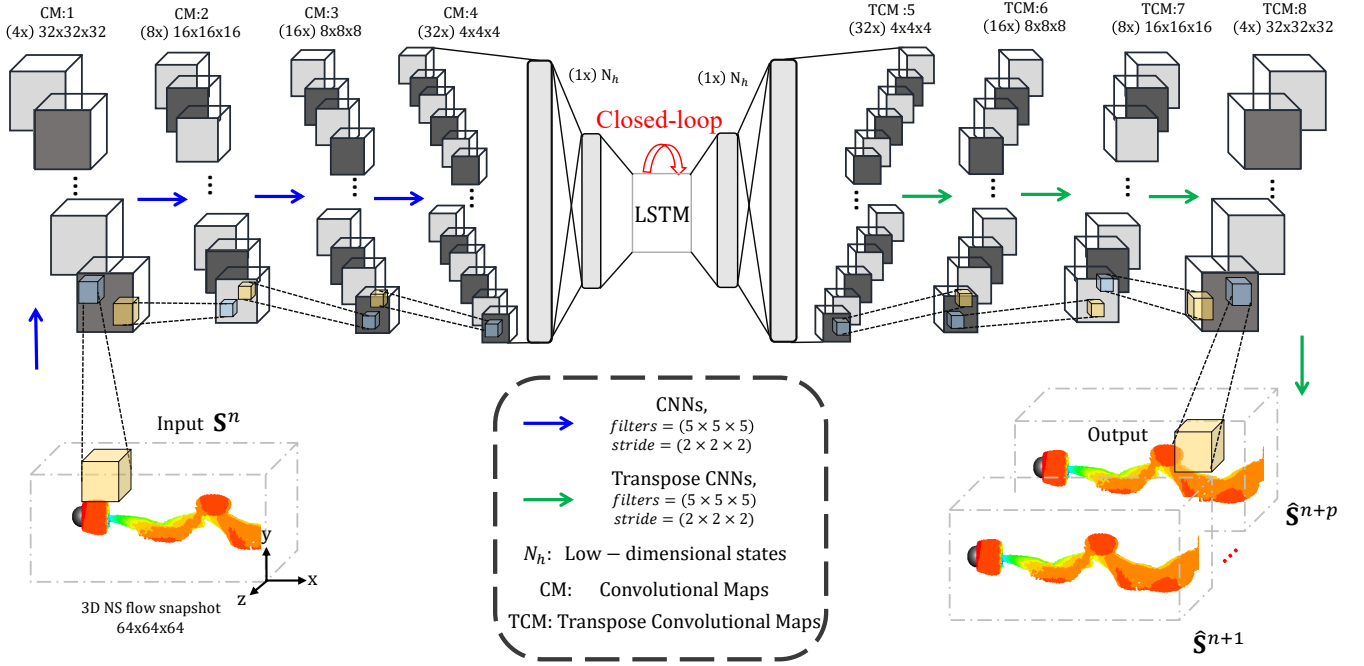 CM:1
(4x) 32x32x32
CM:2
(8x) 16x16x16
CM:3
(16x) 8x8x8
CM:4
(32x) 4x4x4
TCM :5
(32x) 4x4x4
TCM:6
(16x) 8x8x8
TCM:7
(8x) 16x16x16
TCM:8
(4x) 32x32x32
(1x) N_h
(1x) N_h
Closed-loop
LSTM
Input S^n
y
x
z
3D NS flow snapshot
64x64x64
CNNs,
filters = (5 × 5 × 5)
stride = (2 × 2 × 2)
Transpose CNNs,
filters = (5 × 5 × 5)
stride = (2 × 2 × 2)
N_h: Low − dimensional states
CM: Convolutional Maps
TCM: Transpose Convolutional Maps
Output
Ŝ^{n+p}
Ŝ^{n+1}